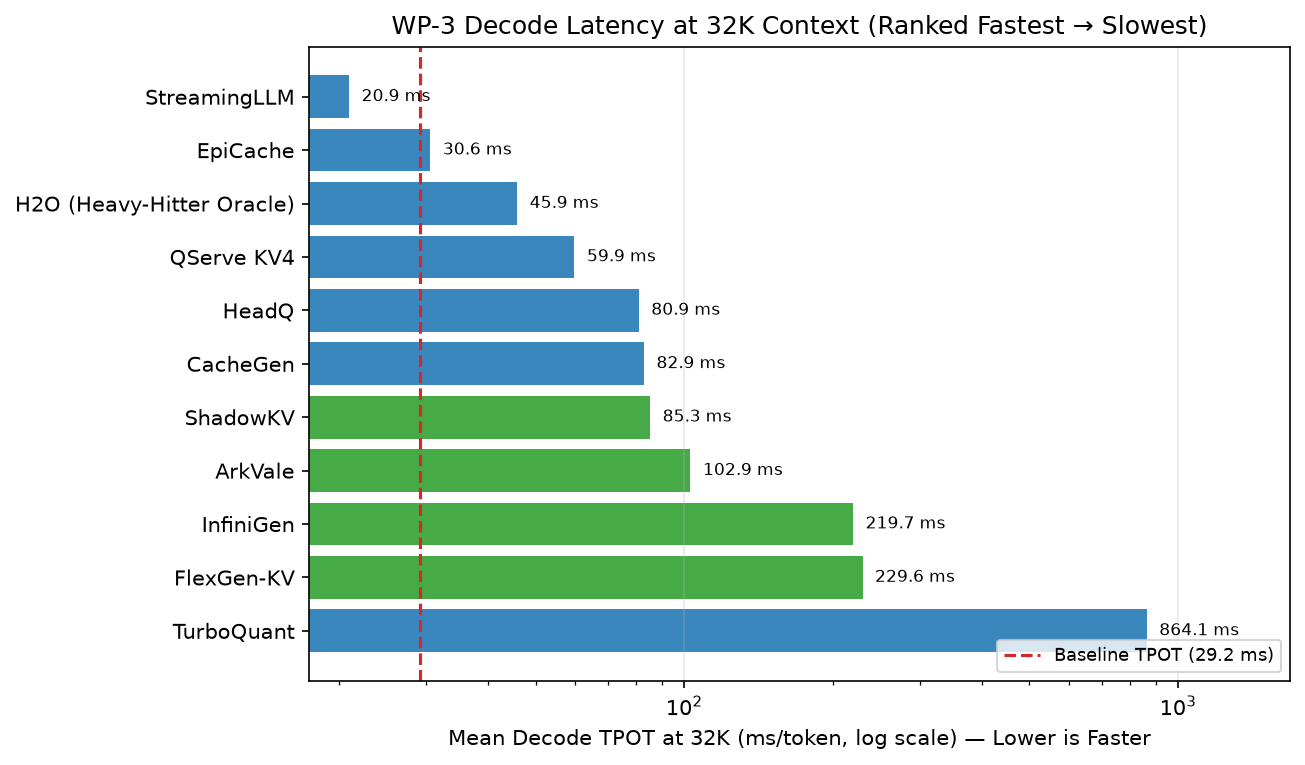 WP-3 Decode Latency at 32K Context (Ranked Fastest → Slowest)
StreamingLLM 20.9 ms
EpiCache 30.6 ms
H2O (Heavy-Hitter Oracle) 45.9 ms
QServe KV4 59.9 ms
HeadQ 80.9 ms
CacheGen 82.9 ms
ShadowKV 85.3 ms
ArkVale 102.9 ms
InfiniGen 219.7 ms
FlexGen-KV 229.6 ms
TurboQuant 864.1 ms
Baseline TPOT (29.2 ms)
10² 10³
Mean Decode TPOT at 32K (ms/token, log scale) — Lower is Faster